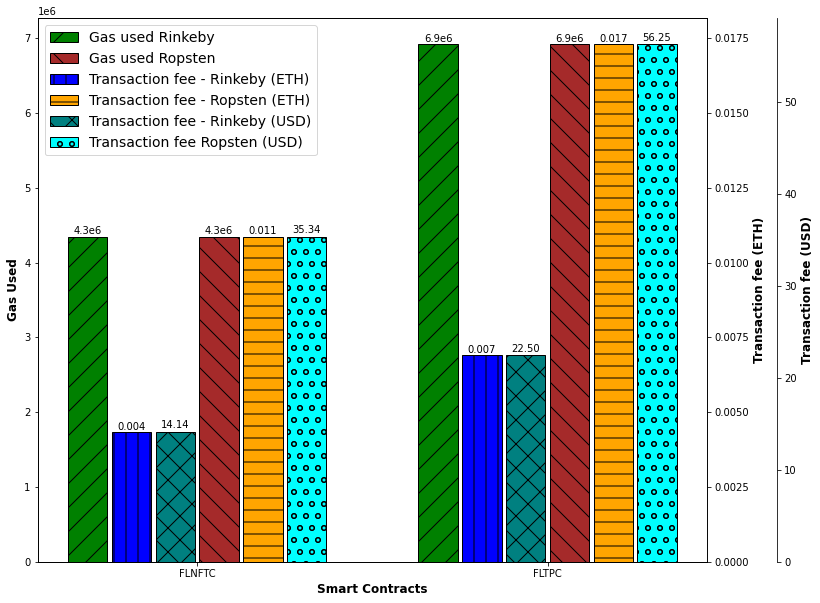 1e6
Gas used Rinkeby
Gas used Ropsten
Transaction fee - Rinkeby (ETH)
Transaction fee - Ropsten (ETH)
Transaction fee - Rinkeby (USD)
Transaction fee Ropsten (USD)
7
6
5
4
3
2
1
0
Gas Used
4.3e6
0.004
14.14
4.3e6
0.011
35.34
6.9e6
0.007
22.50
6.9e6
0.017
56.25
0.0175
0.0150
0.0125
0.0100
0.0075
0.0050
0.0025
0.0000
Transaction fee (ETH)
50
40
30
20
10
0
Transaction fee (USD)
FLNFTC
FLTPC
Smart Contracts